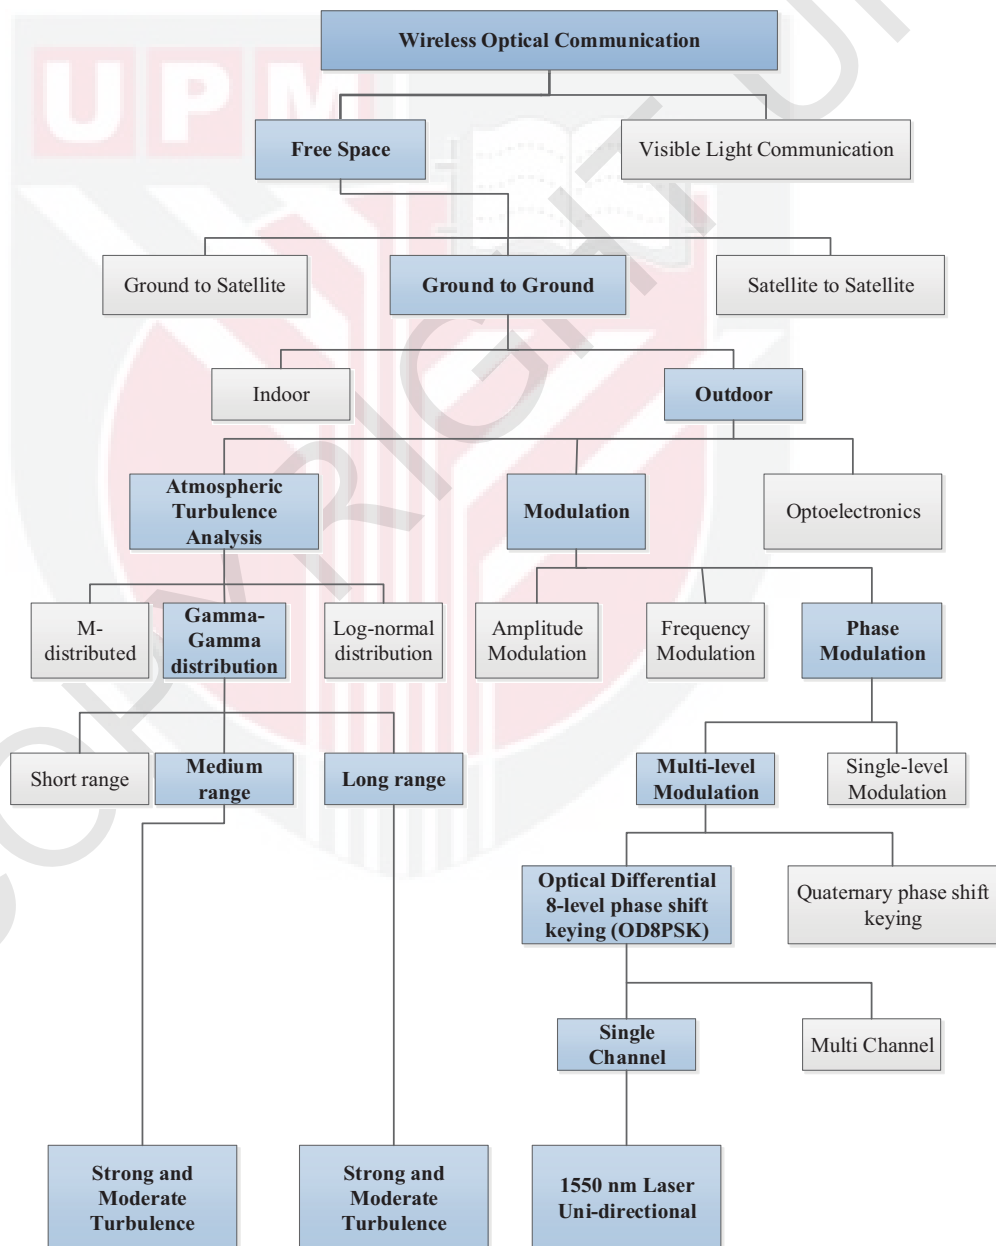 Wireless Optical Communication
UPM
Free Space
Visible Light Communication
Ground to Satellite
Ground to Ground
Satellite to Satellite
Indoor
Outdoor
Atmospheric
Turbulence
Analysis
Modulation
Optoelectronics
M-
distributed
Gamma-
Gamma
distribution
Log-normal
distribution
Amplitude
Modulation
Frequency
Modulation
Phase
Modulation
Short range
Medium
range
Long range
Multi-level
Modulation
Single-level
Modulation
Optical Differential
8-level phase shift
keying (OD8PSK)
Quaternary phase shift
keying
Single
Channel
Multi Channel
Strong and
Moderate
Turbulence
Strong and
Moderate
Turbulence
1550 nm Laser
Uni-directional
COPYRIGHT U